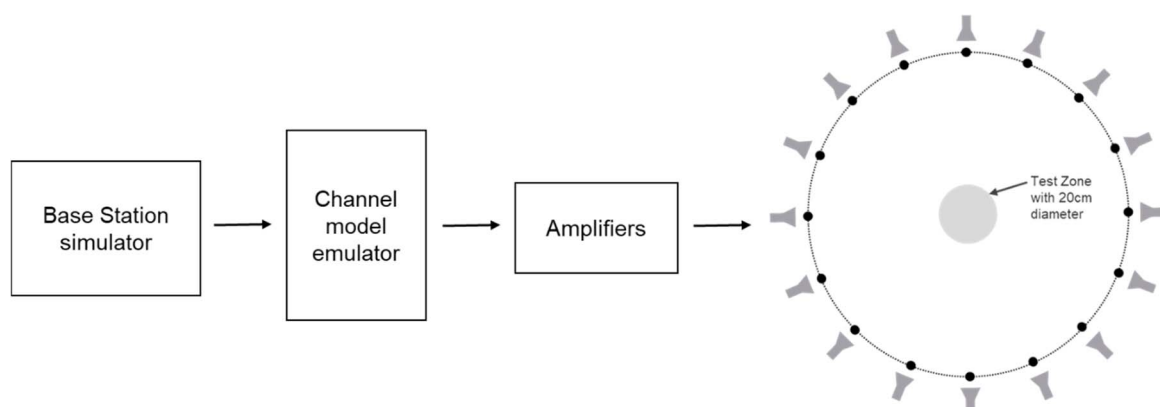 Base Station
simulator
Channel
model
emulator
Amplifiers
Test Zone
with 20cm
diameter